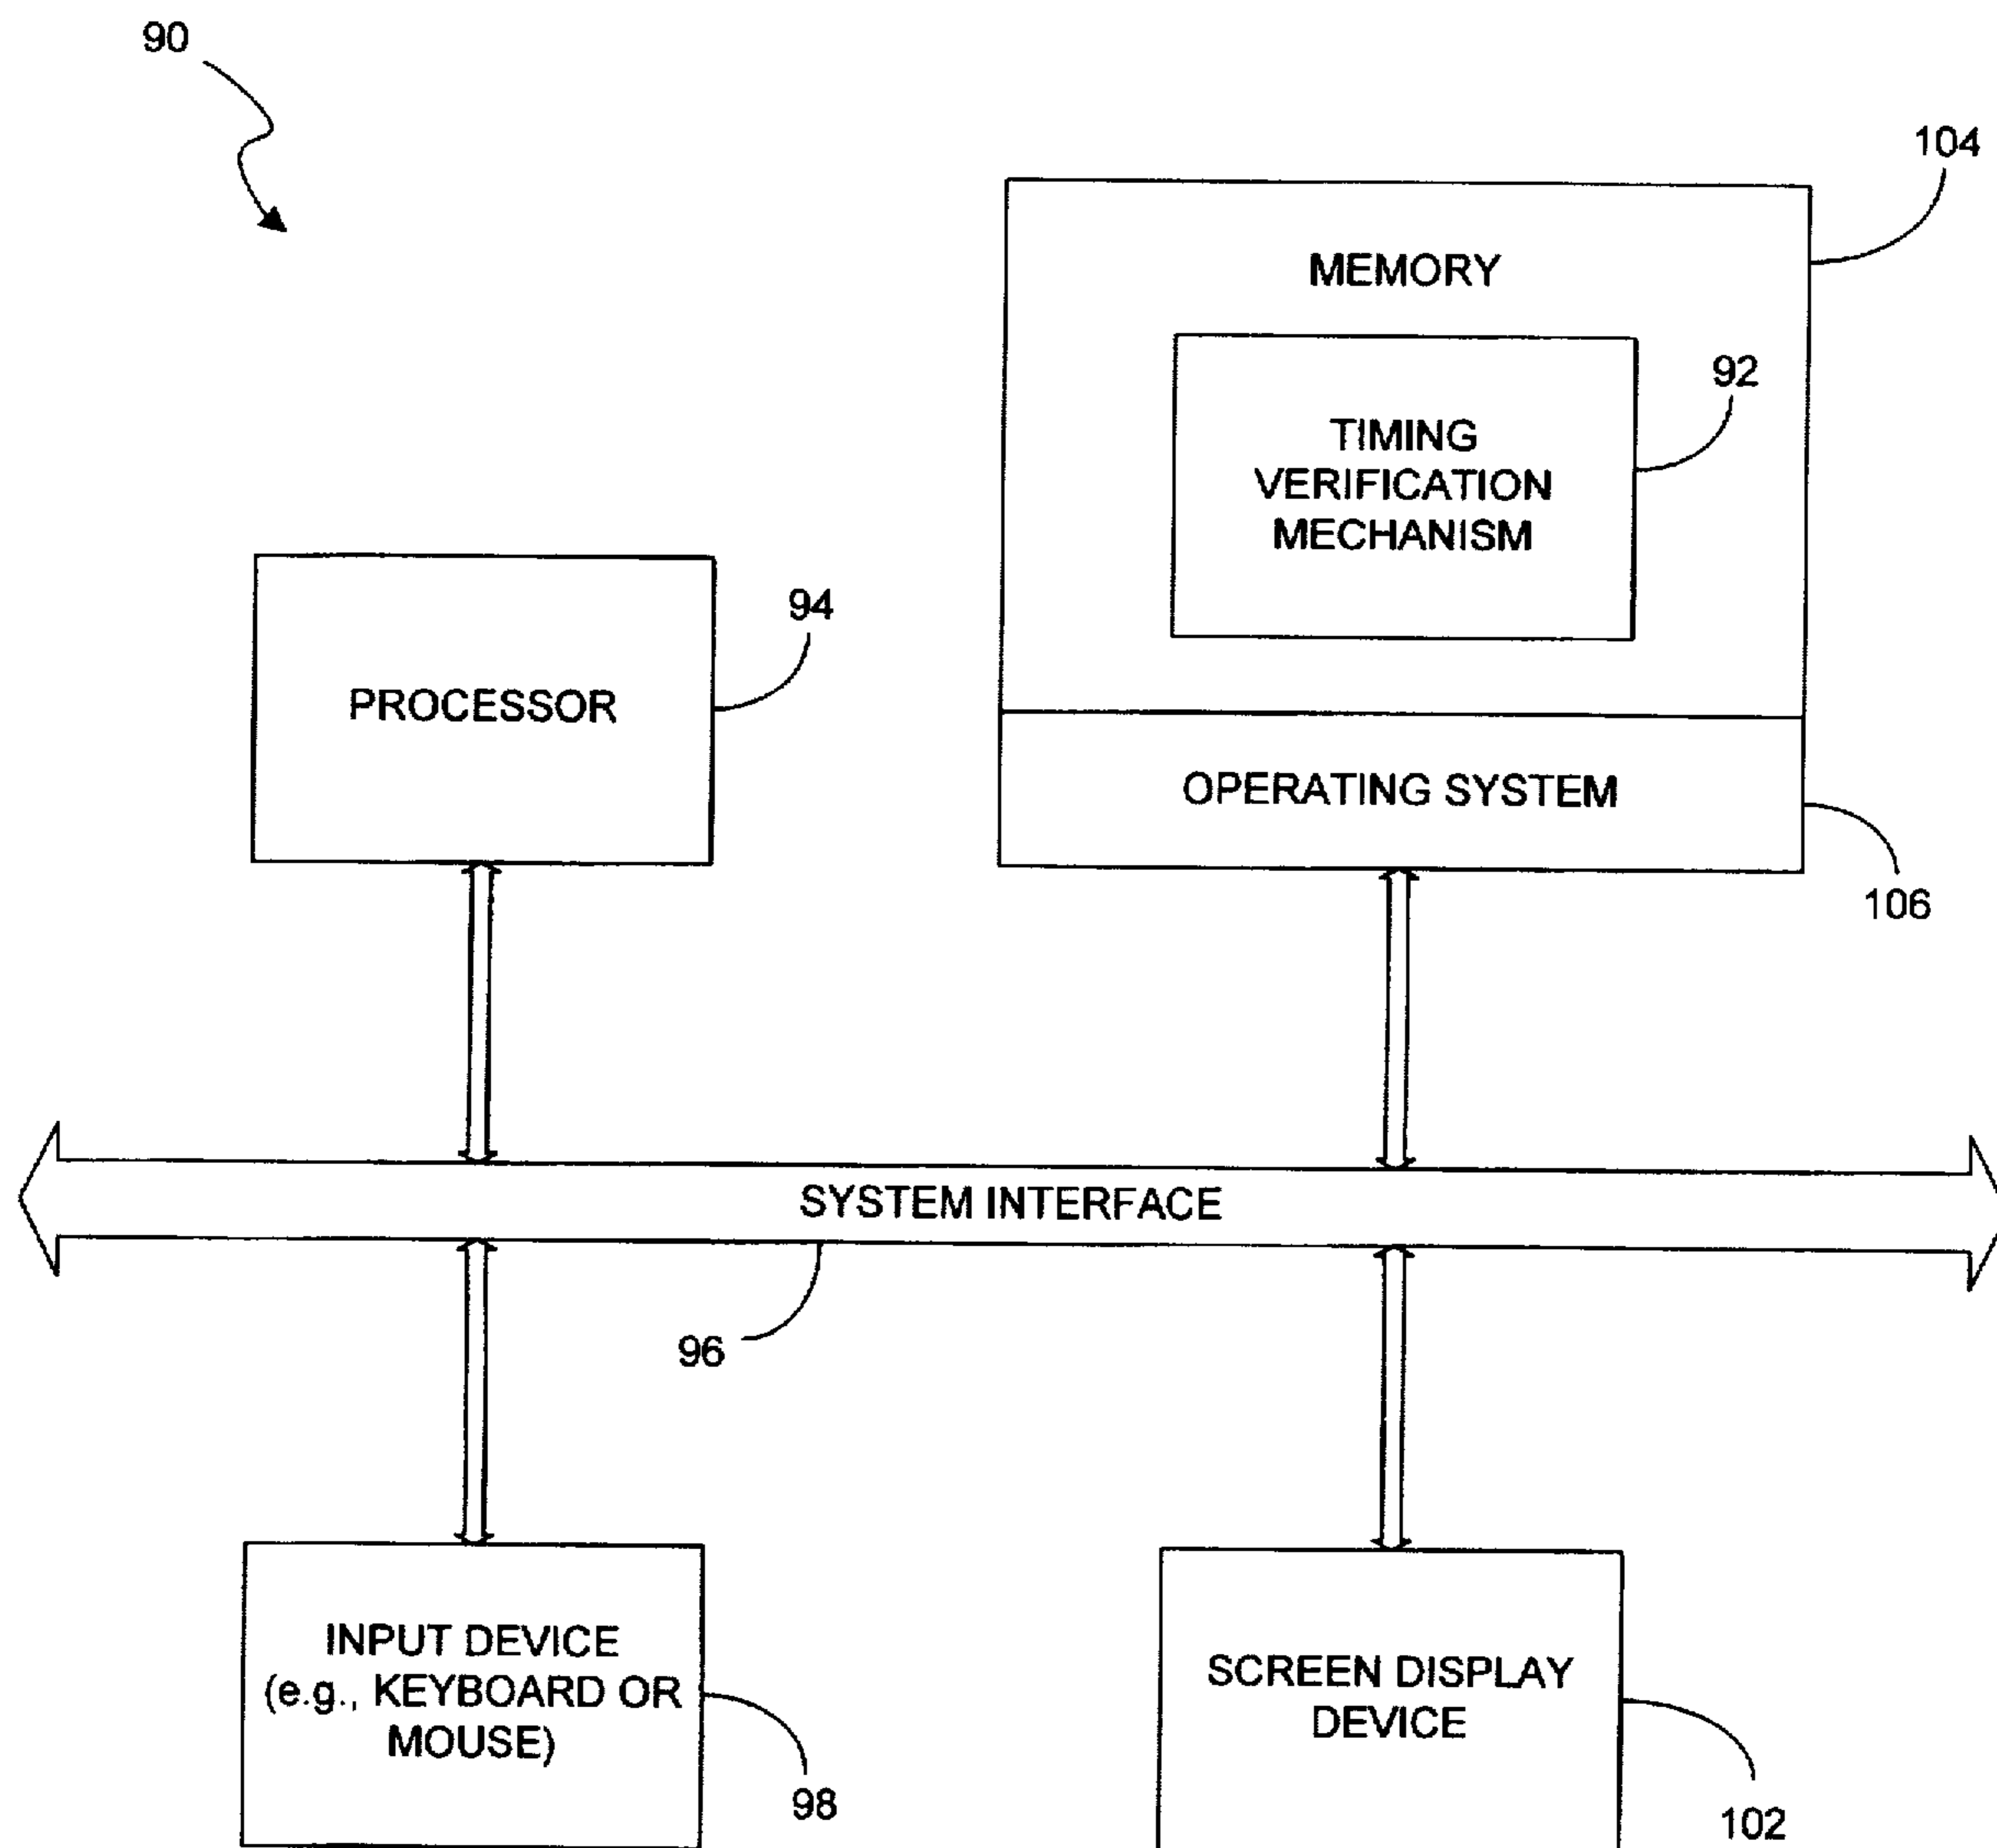 90
104
MEMORY
92
TIMING
VERIFICATION
MECHANISM
94
PROCESSOR
OPERATING SYSTEM
106
SYSTEM INTERFACE
96
INPUT DEVICE
(e.g., KEYBOARD OR
MOUSE)
98
SCREEN DISPLAY
DEVICE
102